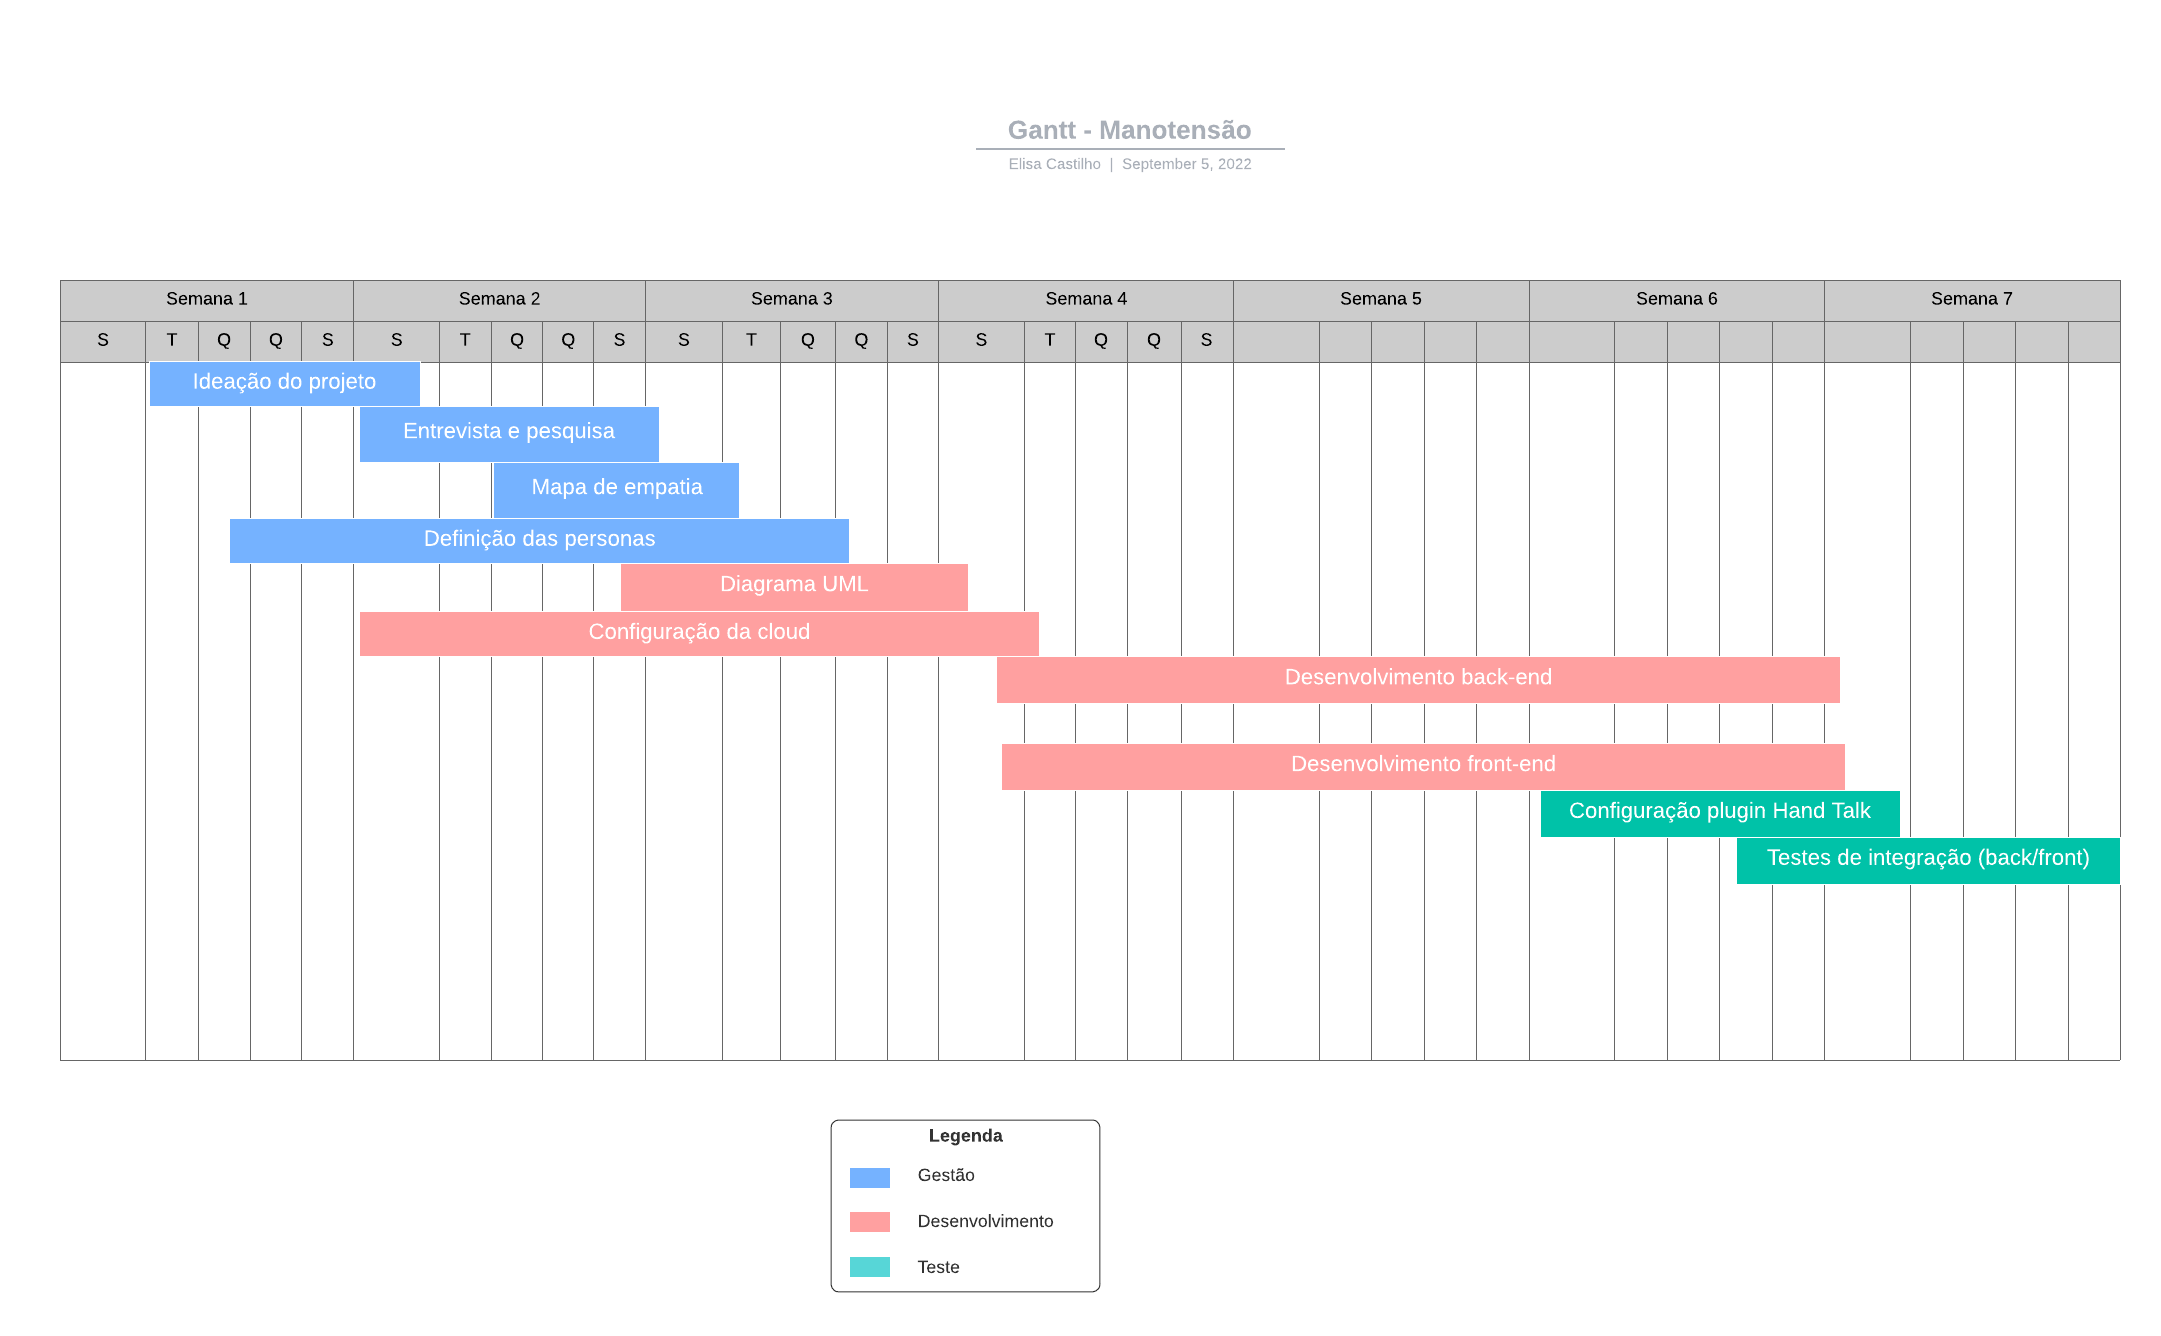 Gantt - Manotensão
Elisa Castilho | September 5, 2022
Semana 1 Semana 2 Semana 3 Semana 4 Semana 5 Semana 6 Semana 7
S T Q Q S S T Q Q S S T Q Q S S T Q Q S
Ideação do projeto
Entrevista e pesquisa
Mapa de empatia
Definição das personas
Diagrama UML
Configuração da cloud
Desenvolvimento back-end
Desenvolvimento front-end
Configuração plugin Hand Talk
Testes de integração (back/front)
Legenda
Gestão
Desenvolvimento
Teste